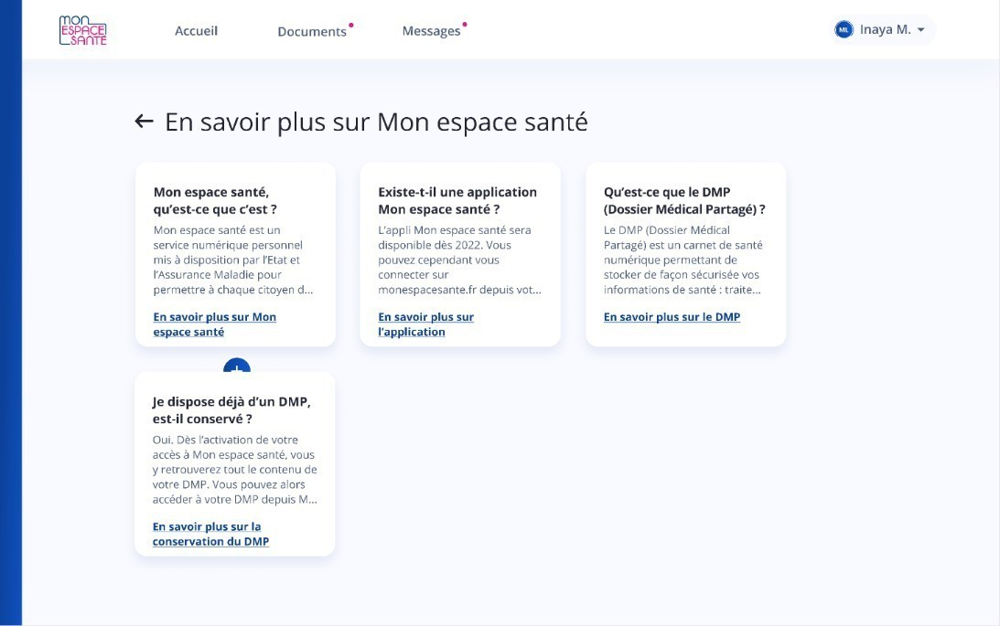 MON
ESPACE
SANTÉ
Accueil
Documents
Messages
ML
Inaya M.
En savoir plus sur Mon espace santé
Mon espace santé,
qu’est-ce que c’est ?
Mon espace santé est un
service numérique personnel
mis à disposition par l’Etat et
l’Assurance Maladie pour
permettre à chaque citoyen d...
En savoir plus sur Mon
espace santé
Existe-t-il une application
Mon espace santé ?
L’appli Mon espace santé sera
disponible dès 2022. Vous
pouvez cependant vous
connecter sur
monespacesante.fr depuis vot...
En savoir plus sur
l’application
Qu’est-ce que le DMP
(Dossier Médical Partagé) ?
Le DMP (Dossier Médical
Partagé) est un carnet de santé
numérique permettant de
stocker de façon sécurisée vos
informations de santé : traite...
En savoir plus sur le DMP
Je dispose déjà d’un DMP,
est-il conservé ?
Oui. Dès l’activation de votre
accès à Mon espace santé, vous
y retrouverez tout le contenu de
votre DMP. Vous pouvez alors
accéder à votre DMP depuis M...
En savoir plus sur la
conservation du DMP